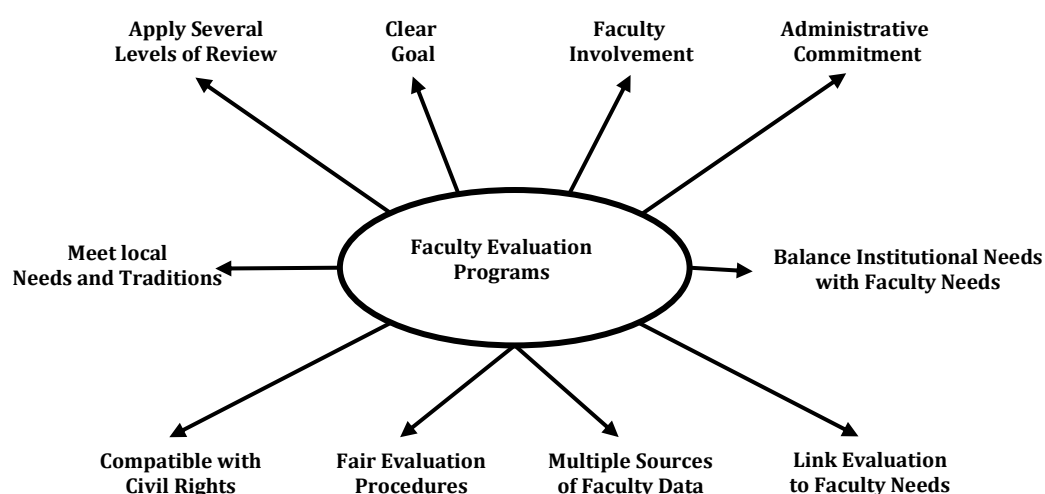 Apply Several
Levels of Review
Clear
Goal
Faculty
Involvement
Administrative
Commitment
Meet local
Needs and Traditions
Faculty Evaluation
Programs
Balance Institutional Needs
with Faculty Needs
Compatible with
Civil Rights
Fair Evaluation
Procedures
Multiple Sources
of Faculty Data
Link Evaluation
to Faculty Needs